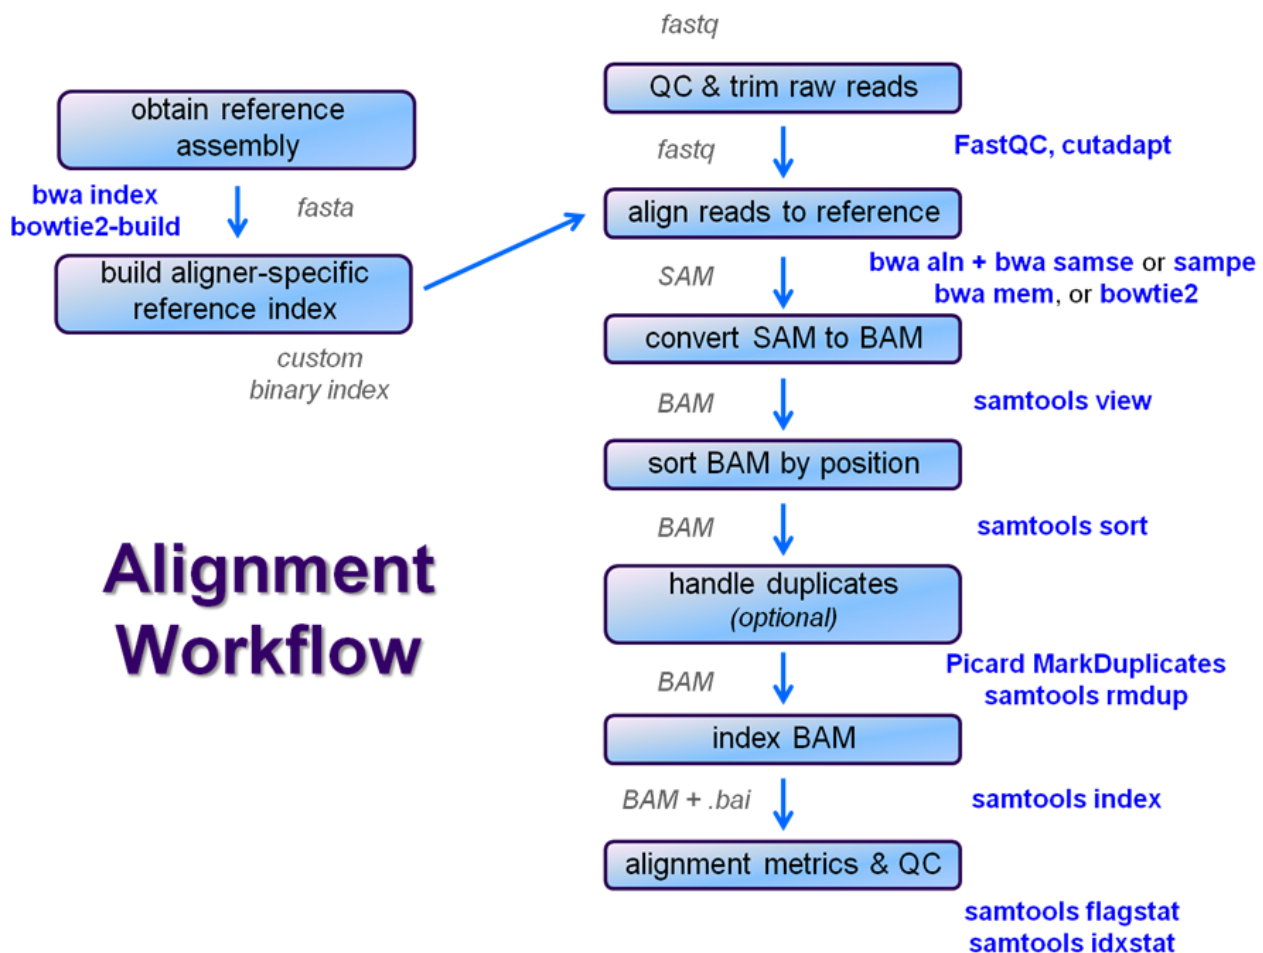 obtain reference
assembly
bwa index
bowtie2-build
fasta
build aligner-specific
reference index
custom
binary index
Alignment
Workflow
fastq
QC & trim raw reads
fastq
FastQC, cutadapt
align reads to reference
SAM
bwa aln + bwa samse or sampe
bwa mem, or bowtie2
convert SAM to BAM
BAM
samtools view
sort BAM by position
BAM
samtools sort
handle duplicates
(optional)
BAM
Picard MarkDuplicates
samtools rmdup
index BAM
BAM + .bai
samtools index
alignment metrics & QC
samtools flagstat
samtools idxstat